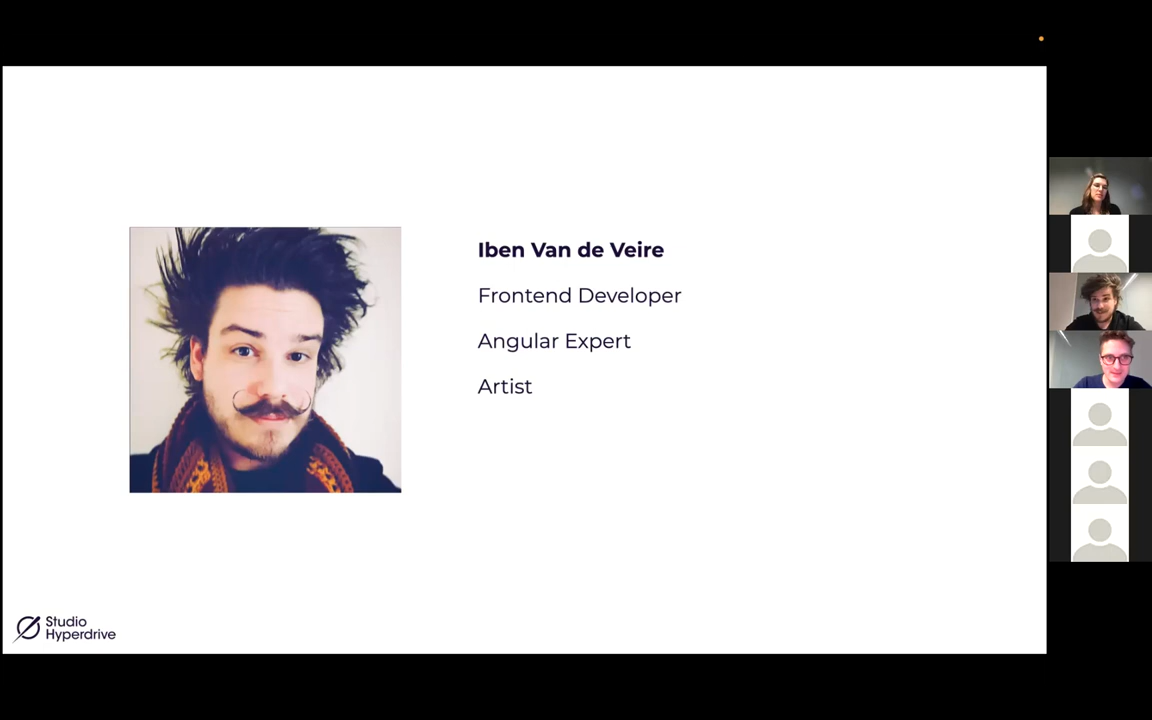 Iben Van de Veire
Frontend Developer
Angular Expert
Artist
Studio
Hyperdrive